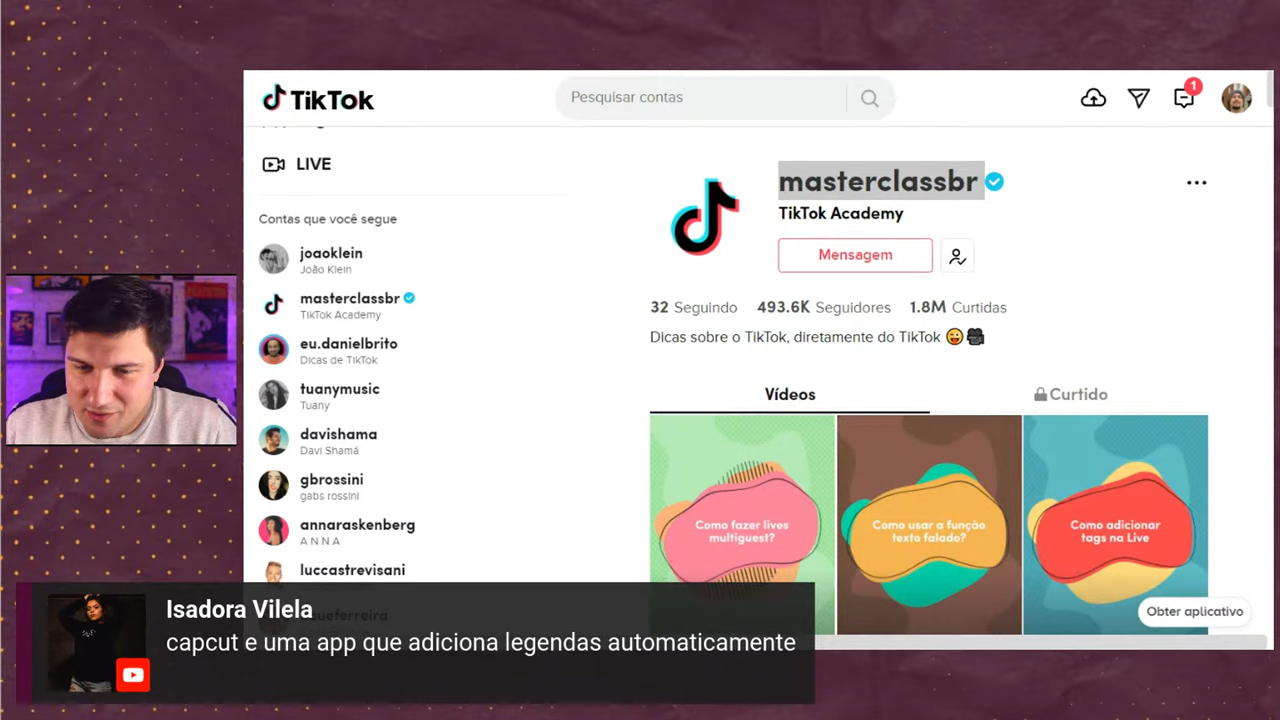 TikTok
Pesquisar contas
1
LIVE
Contas que você segue
joaoklein
João Klein
masterclassbr
TikTok Academy
eu.danielbrito
Dicas de TikTok
tuanymusic
Tuany
davishama
Davi Shamá
gbrossini
gabs rossini
annaraskenberg
A N N A
luccastrevisani
masterclassbr
TikTok Academy
Mensagem
32 Seguindo 493.6K Seguidores 1.8M Curtidas
Dicas sobre o TikTok, diretamente do TikTok 😜🎥
Vídeos
Curtido
Como fazer lives
multiguest?
Como usar a função
texto falado?
Como adicionar
tags na Live
Obter aplicativo
Isadora Vilela
capcut e uma app que adiciona legendas automaticamente